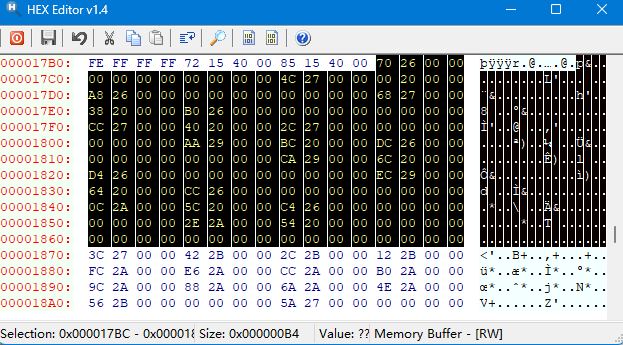 HEX Editor v1.4
000017B0: FE FF FF FF 72 15 40 00 85 15 40 00 70 26 00 00 þÿÿÿr.@.….@.p&..
000017C0: 00 00 00 00 00 00 00 00 4C 27 00 00 00 20 00 00 ........L'... ..
000017D0: A8 26 00 00 00 00 00 00 00 00 00 00 68 27 00 00 ¨&..........h'..
000017E0: 38 20 00 00 B0 26 00 00 00 00 00 00 00 00 00 00 8 ..°&..........
000017F0: CC 27 00 00 40 20 00 00 2C 27 00 00 00 00 00 00 Ì'..@ ..,'......
00001800: 00 00 00 00 AA 29 00 00 BC 20 00 00 DC 26 00 00 ....ª)..¼ ..Ü&..
00001810: 00 00 00 00 00 00 00 00 CA 29 00 00 6C 20 00 00 ........Ê)..l ..
00001820: D4 26 00 00 00 00 00 00 00 00 00 00 EC 29 00 00 Ô&..........ì)..
00001830: 64 20 00 00 CC 26 00 00 00 00 00 00 00 00 00 00 d ..Ì&..........
00001840: 0C 2A 00 00 5C 20 00 00 C4 26 00 00 00 00 00 00 .*..\ ..Ä&......
00001850: 00 00 00 00 2E 2A 00 00 54 20 00 00 00 00 00 00 .....*..T ......
00001860: 00 00 00 00 00 00 00 00 00 00 00 00 00 00 00 00 ................
00001870: 3C 27 00 00 42 2B 00 00 2C 2B 00 00 12 2B 00 00 <'..B+..,+...+..
00001880: FC 2A 00 00 E6 2A 00 00 CC 2A 00 00 B0 2A 00 00 ü*..æ*..Ì*..°*..
00001890: 9C 2A 00 00 88 2A 00 00 6A 2A 00 00 4E 2A 00 00 œ*..ˆ*..j*..N*..
000018A0: 56 2B 00 00 00 00 00 00 5A 27 00 00 00 00 00 00 V+......Z'......
Selection: 0x000017BC - 0x00001 Size: 0x000000B4 Value: ?? Memory Buffer - [RW]